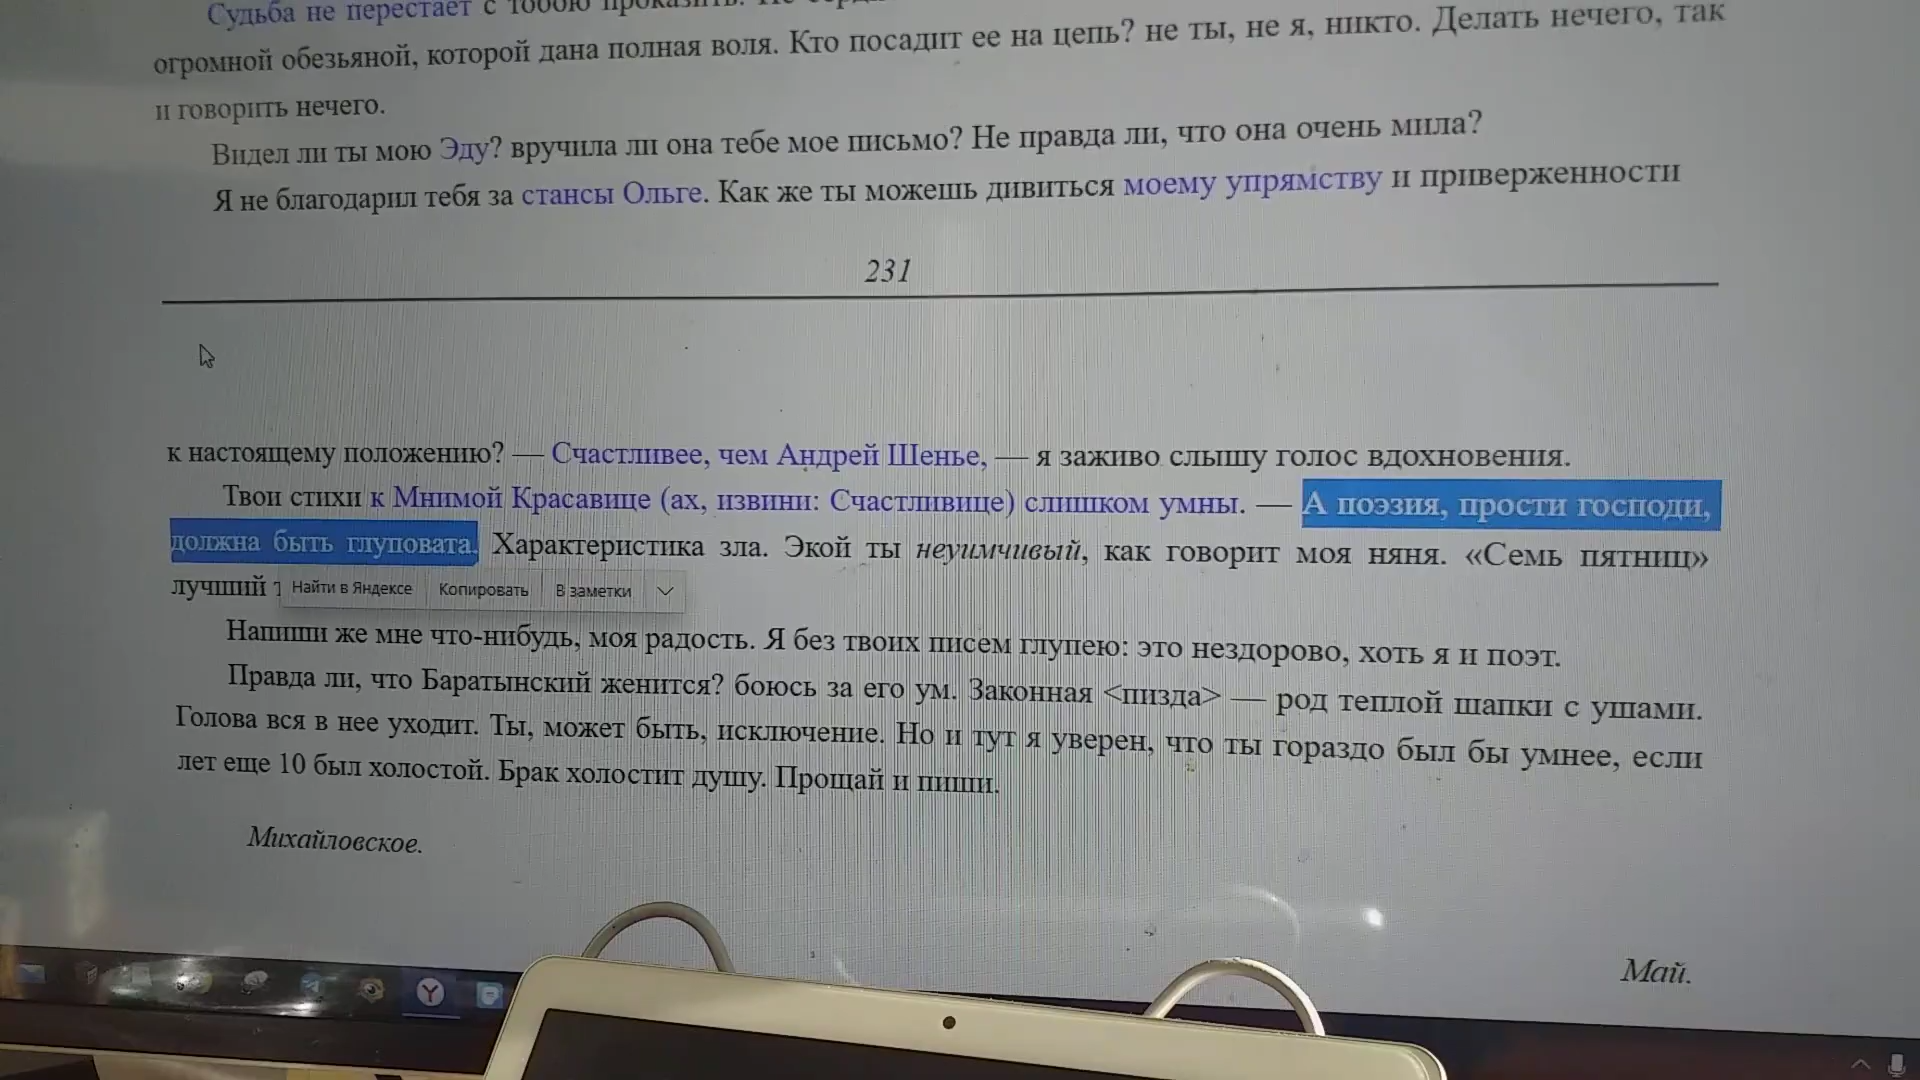 Судьба не перестает с тобою проказить.
огромной обезьяной, которой дана полная воля. Кто посадит ее на цепь? не ты, не я, никто. Делать нечего, так
и говорить нечего.
Видел ли ты мою Эду? вручила ли она тебе мое письмо? Не правда ли, что она очень мила?
Я не благодарил тебя за стансы Ольге. Как же ты можешь дивиться моему упрямству и приверженности
231
к настоящему положению? — Счастливее, чем Андрей Шенье, — я заживо слышу голос вдохновения.
Твои стихи к Мнимой Красавице (ах, извини: Счастливице) слишком умны. — А поэзия, прости господи,
должна быть глуповата. Характеристика зла. Экой ты неуимчивый, как говорит моя няня. «Семь пятниц»
лучший
Найти в Яндексе Копировать В заметки
Напиши же мне что-нибудь, моя радость. Я без твоих писем глупею: это нездорово, хоть я и поэт.
Правда ли, что Баратынский женится? боюсь за его ум. Законная <пизда> — род теплой шапки с ушами.
Голова вся в нее уходит. Ты, может быть, исключение. Но и тут я уверен, что ты гораздо был бы умнее, если
лет еще 10 был холостой. Брак холостит душу. Прощай и пиши.
Михайловское.
Май.